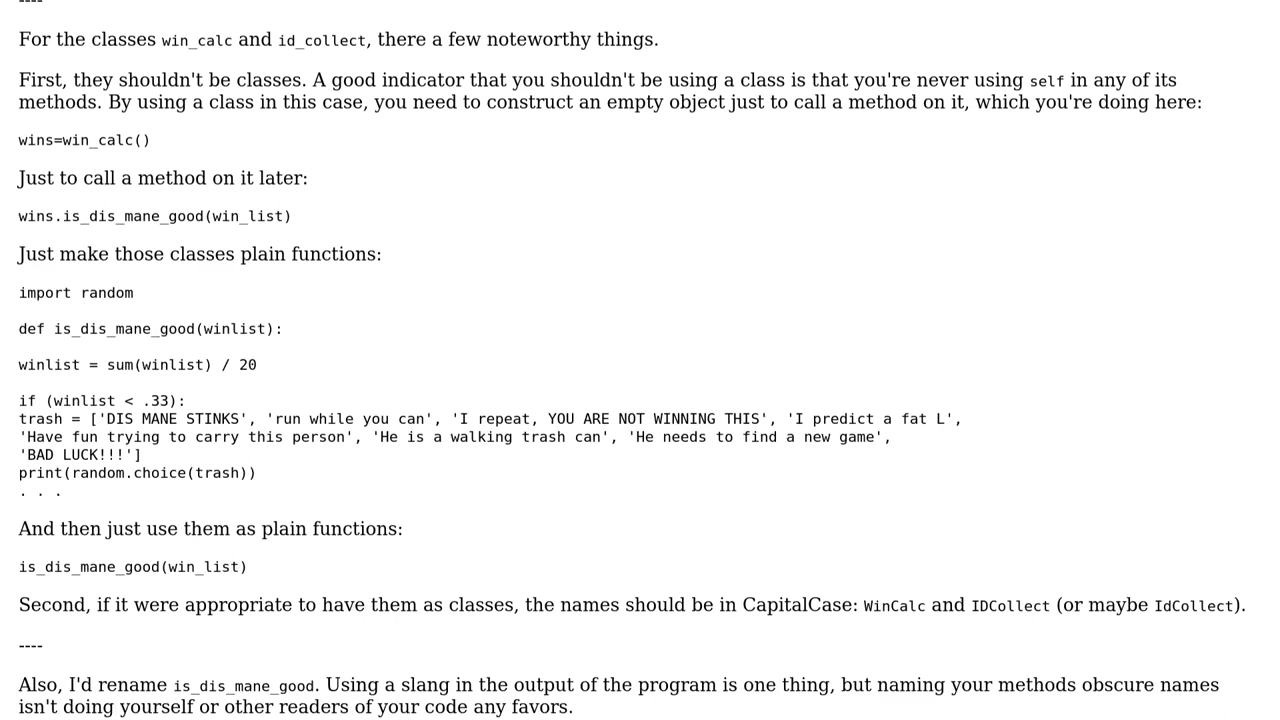 ----
For the classes win_calc and id_collect, there a few noteworthy things.
First, they shouldn't be classes. A good indicator that you shouldn't be using a class is that you're never using self in any of its
methods. By using a class in this case, you need to construct an empty object just to call a method on it, which you're doing here:
wins=win_calc()
Just to call a method on it later:
wins.is_dis_mane_good(win_list)
Just make those classes plain functions:
import random
def is_dis_mane_good(winlist):
winlist = sum(winlist) / 20
if (winlist < .33):
trash = ['DIS MANE STINKS', 'run while you can', 'I repeat, YOU ARE NOT WINNING THIS', 'I predict a fat L',
'Have fun trying to carry this person', 'He is a walking trash can', 'He needs to find a new game',
'BAD LUCK!!!']
print(random.choice(trash))
. . .
And then just use them as plain functions:
is_dis_mane_good(win_list)
Second, if it were appropriate to have them as classes, the names should be in CapitalCase: WinCalc and IDCollect (or maybe IdCollect).
----
Also, I'd rename is_dis_mane_good. Using a slang in the output of the program is one thing, but naming your methods obscure names
isn't doing yourself or other readers of your code any favors.